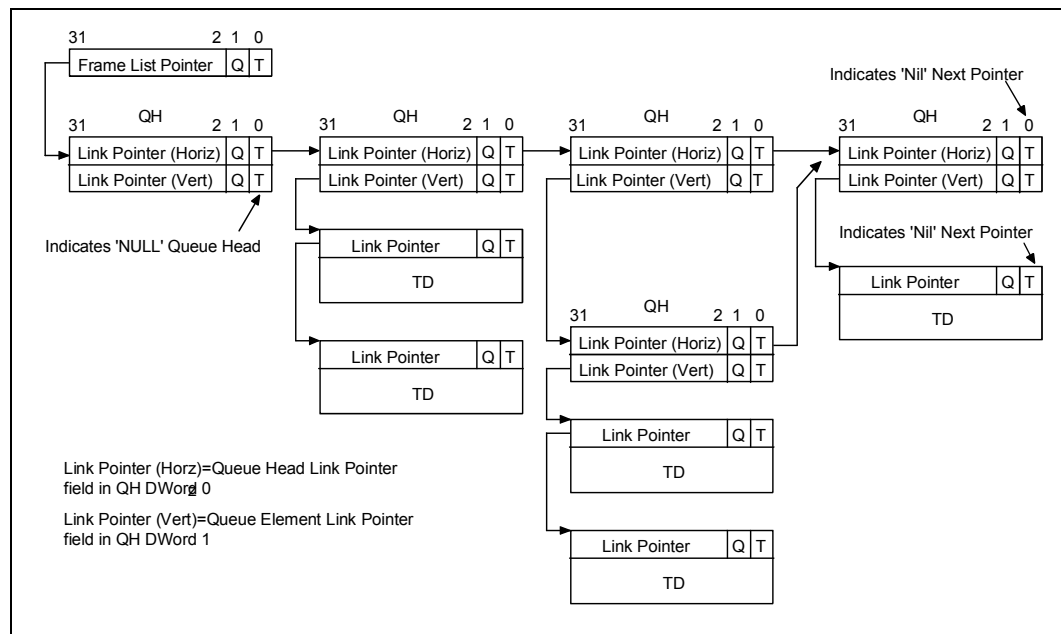 31 2 1 0
Frame List Pointer Q T
Indicates 'Nil' Next Pointer
QH QH QH QH
31 2 1 0 31 2 1 0 31 2 1 0 31 2 1 0
Link Pointer (Horiz) Q T Link Pointer (Horiz) Q T Link Pointer (Horiz) Q T Link Pointer (Horiz) Q T
Link Pointer (Vert) Q T Link Pointer (Vert) Q T Link Pointer (Vert) Q T Link Pointer (Vert) Q T
Indicates 'NULL' Queue Head
Link Pointer Q T
TD
Link Pointer Q T
TD
QH
31 2 1 0
Link Pointer (Horiz) Q T
Link Pointer (Vert) Q T
Link Pointer Q T
TD
Link Pointer Q T
TD
Indicates 'Nil' Next Pointer
Link Pointer Q T
TD
Link Pointer (Horz)=Queue Head Link Pointer
field in QH DWord 0
2
Link Pointer (Vert)=Queue Element Link Pointer
field in QH DWord 1